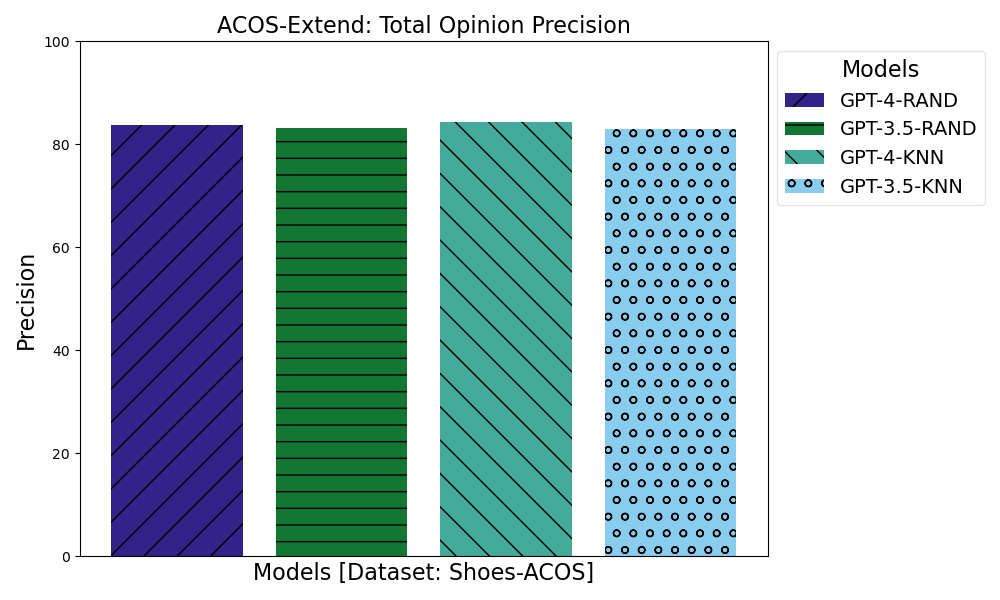 ACOS-Extend: Total Opinion Precision
100
80
60
40
20
0
Precision
Models [Dataset: Shoes-ACOS]
Models
GPT-4-RAND
GPT-3.5-RAND
GPT-4-KNN
GPT-3.5-KNN